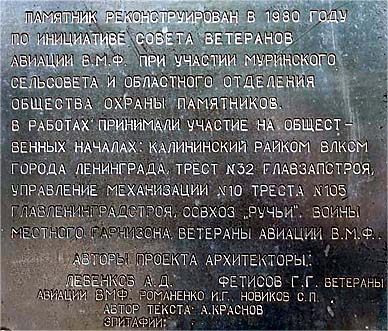 ПАМЯТНИК РЕКОНСТРУИРОВАН В 1980 ГОДУ
ПО ИНИЦИАТИВЕ СОВЕТА ВЕТЕРАНОВ
АВИАЦИИ В.М.Ф. ПРИ УЧАСТИИ МУРИНСКОГО
СЕЛЬСОВЕТА И ОБЛАСТНОГО ОТДЕЛЕНИЯ
ОБЩЕСТВА ОХРАНЫ ПАМЯТНИКОВ.
В РАБОТАХ ПРИНИМАЛИ УЧАСТИЕ НА ОБЩЕСТ-
ВЕННЫХ НАЧАЛАХ: КАЛИНИНСКИЙ РАЙКОМ ВЛКСМ
ГОРОДА ЛЕНИНГРАДА, ТРЕСТ №32 ГЛАВЗАПСТРОЯ,
УПРАВЛЕНИЕ МЕХАНИЗАЦИИ №10 ТРЕСТА №105
ГЛАВЛЕНИНГРАДСТРОЯ, СОВХОЗ „РУЧЬИ". ВОИНЫ
МЕСТНОГО ГАРНИЗОНА, ВЕТЕРАНЫ АВИАЦИИ В.М.Ф..
АВТОРЫ ПРОЕКТА АРХИТЕКТОРЫ:
ЛЕБЕНКОВ А.Д. ФЕТИСОВ Г.Г. ВЕТЕРАНЫ
АВИАЦИИ ВМФ. РОМАНЕНКО И.Г. НОВИКОВ С.П.
АВТОР ТЕКСТА А.КРАСНОВ
ЭПИТАФИИ: